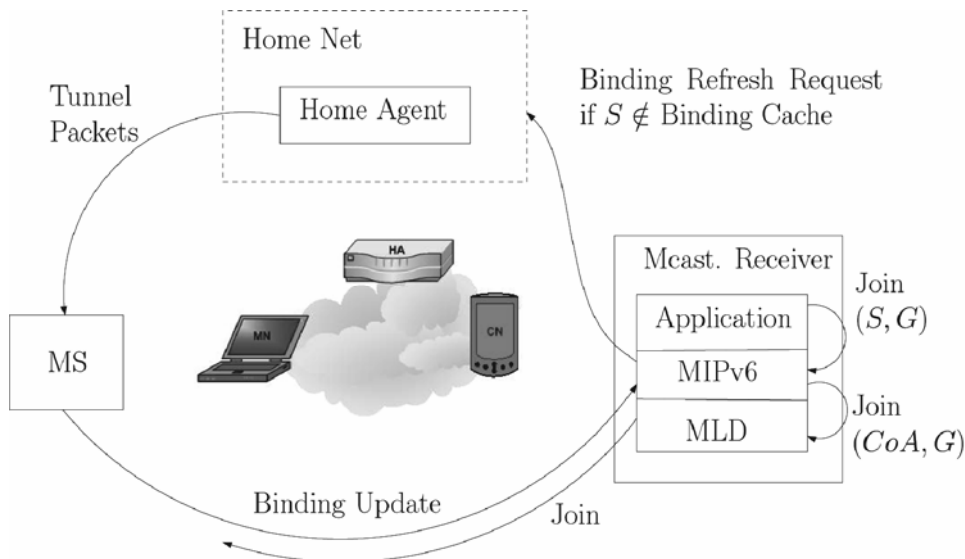 Home Net
Home Agent
Tunnel
Packets
Binding Refresh Request
if S ∉ Binding Cache
HA
MN
CN
MS
Mcast. Receiver
Application
MIPv6
MLD
Join
(S, G)
Join
(CoA, G)
Binding Update
Join